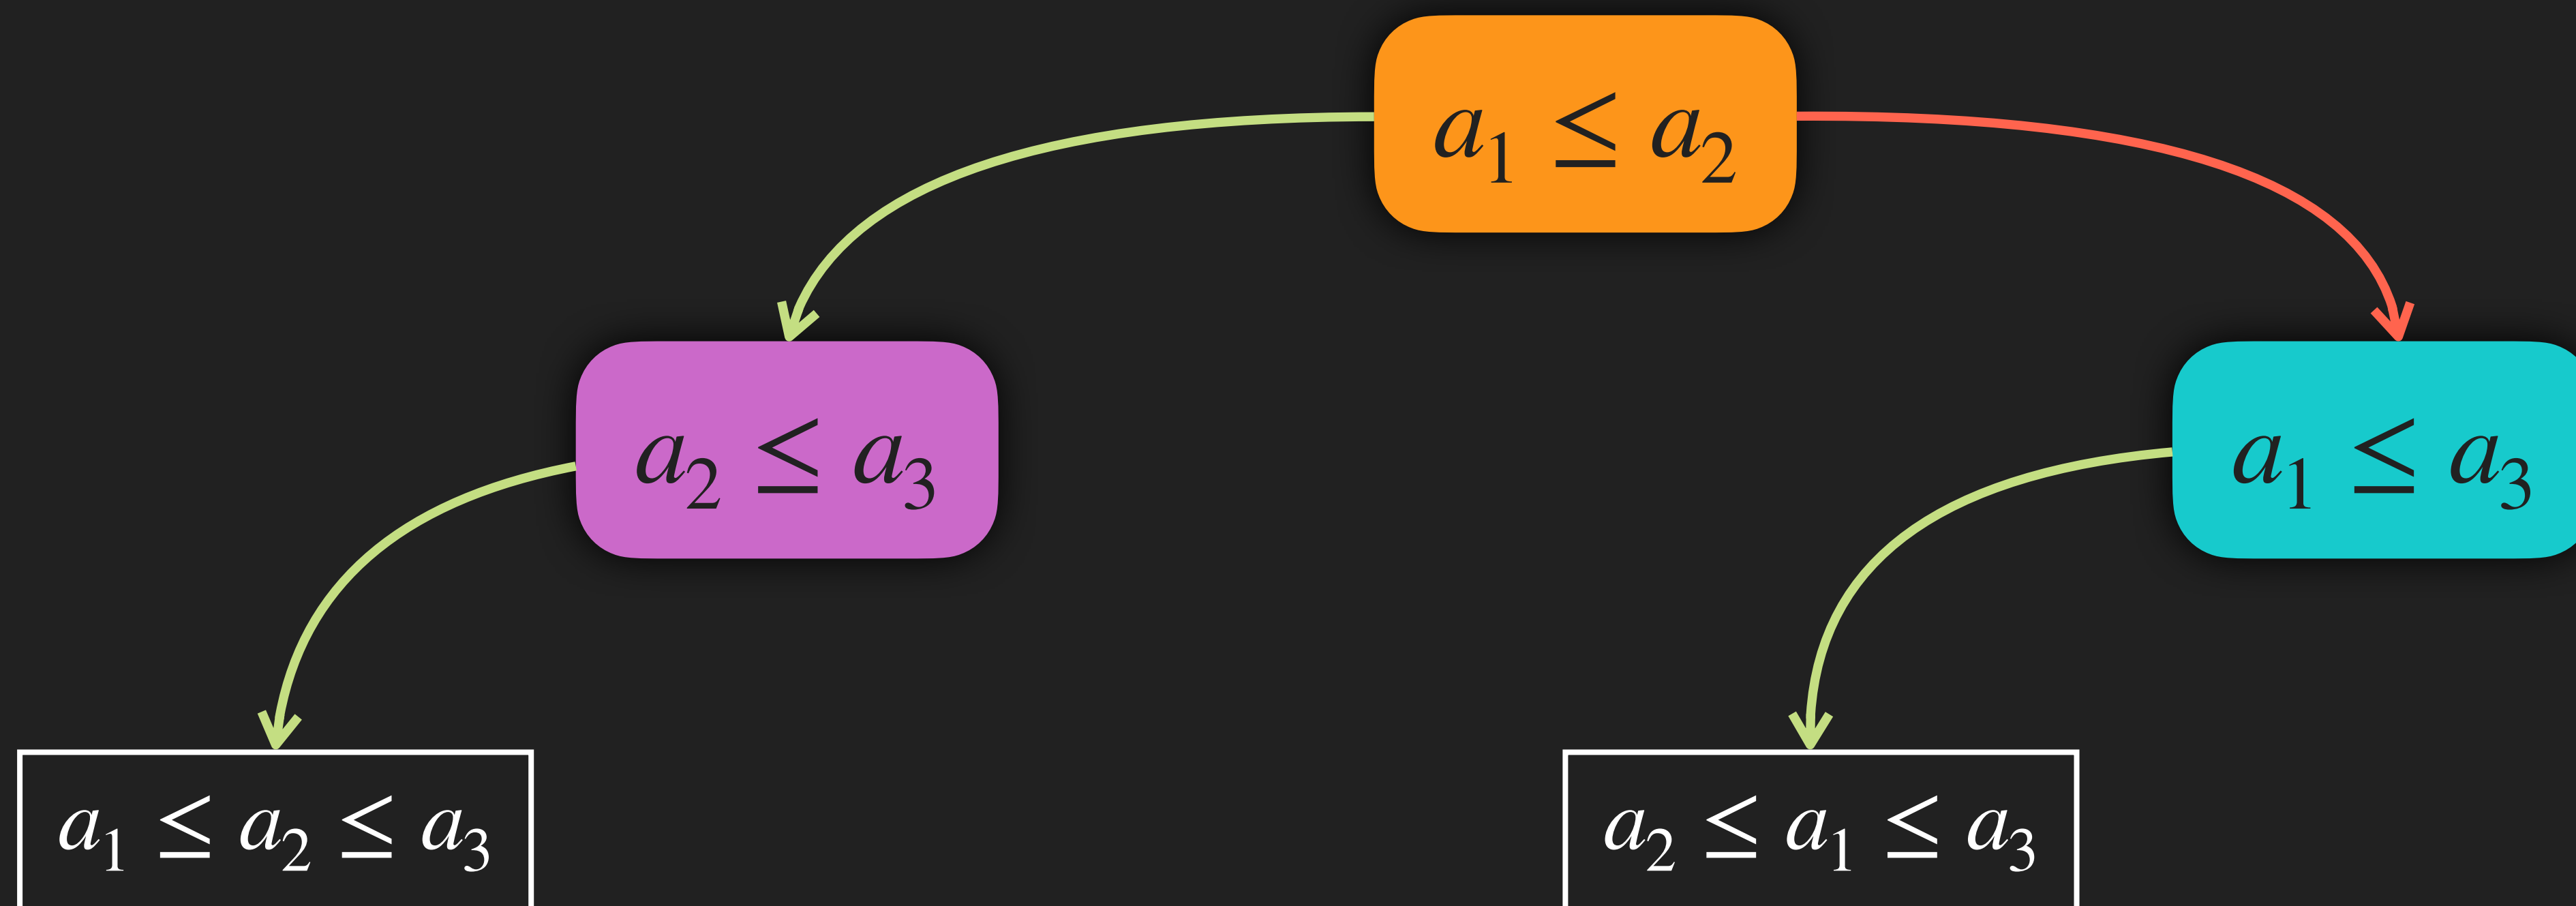 a₁ ≤ a₂
a₂ ≤ a₃
a₁ ≤ a₃
a₁ ≤ a₂ ≤ a₃
a₂ ≤ a₁ ≤ a₃